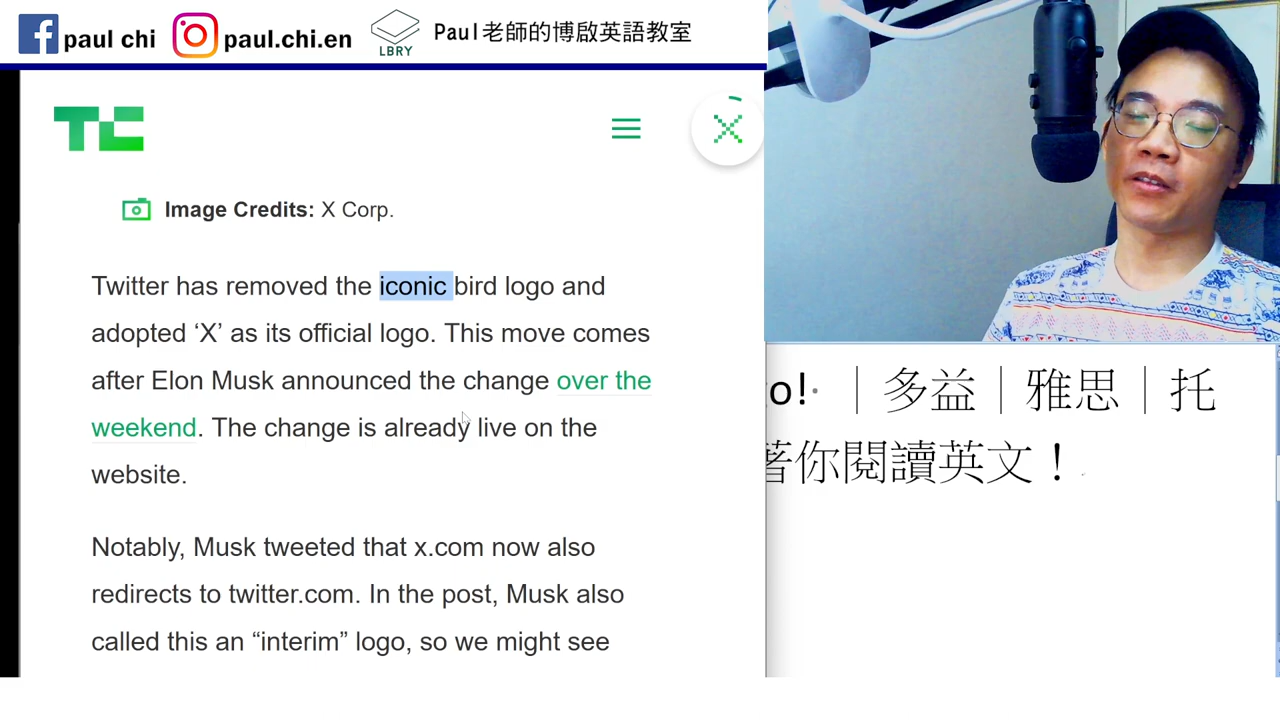 paul chi
paul.chi.en
LBRY
Paul老師的博啟英語教室
TC
Image Credits: X Corp.
Twitter has removed the iconic bird logo and
adopted ‘X’ as its official logo. This move comes
after Elon Musk announced the change over the
weekend. The change is already live on the
website.
Notably, Musk tweeted that x.com now also
redirects to twitter.com. In the post, Musk also
called this an “interim” logo, so we might see
o!｜多益｜雅思｜托
著你閱讀英文！